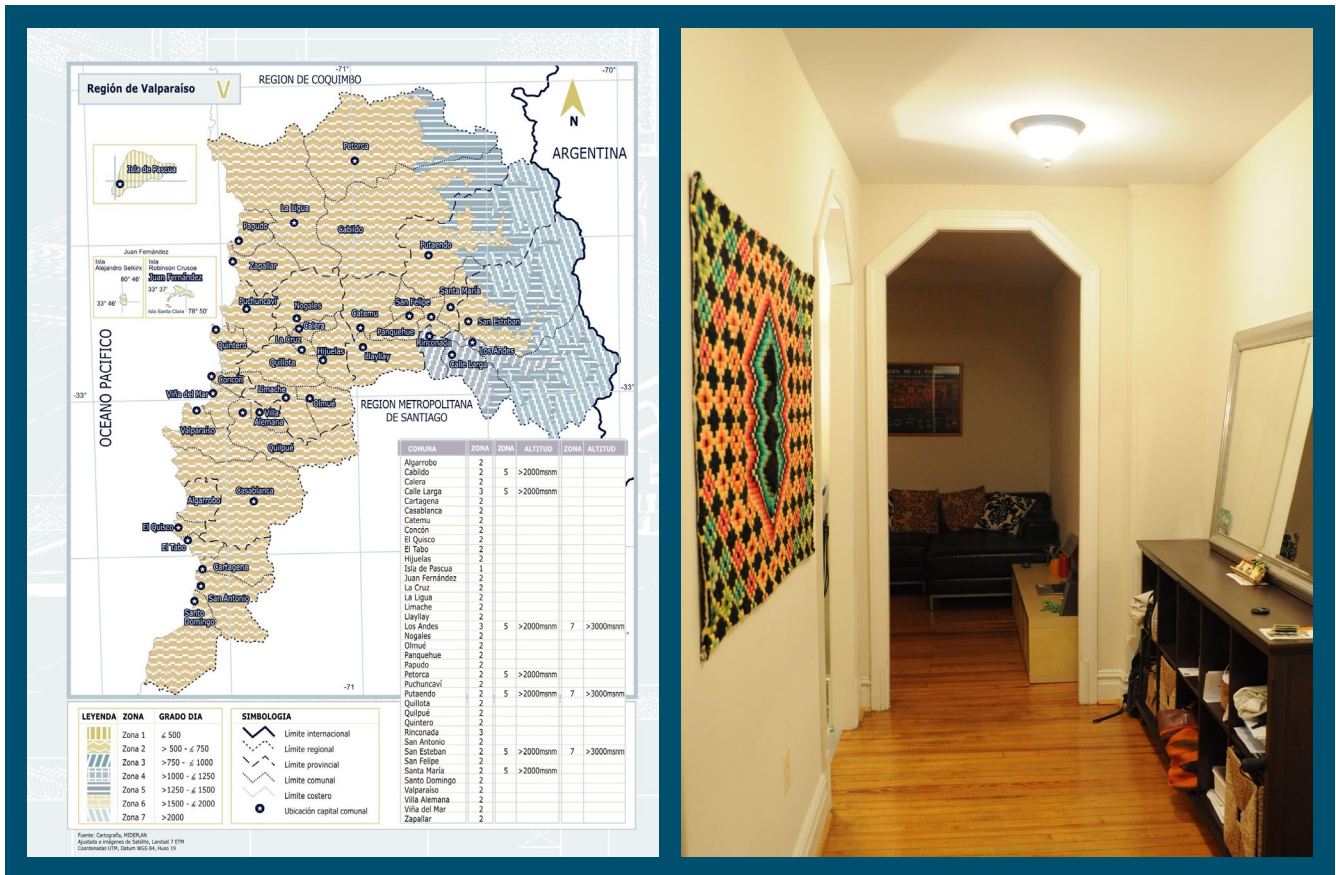 Región de Valparaíso V
REGION DE COQUIMBO
-71°
-70°
N
ARGENTINA
Isla de Pascua
Petorca
La Ligua
Cabildo
Papudo
Zapallar
Putaendo
Juan Fernández
Isla
Alejandro Selkirk
80° 46'
33° 46'
Isla
Robinson Crusoe
Juan Fernández
33° 37'
Isla Santa Clara 78° 50'
Puchuncaví
Nogales
Catemu
San Felipe
Santa María
San Esteban
Calera
La Cruz
Panquehue
Rinconada
Los Andes
Quintero
Quillota
Hijuelas
Llayllay
Calle Larga
Concón
Limache
Olmué
Viña del Mar
Villa
Alemana
Valparaíso
Quilpué
-33°
-33°
OCEANO PACIFICO
REGION METROPOLITANA
DE SANTIAGO
Algarrobo
Casablanca
El Quisco
El Tabo
Cartagena
San Antonio
Santo
Domingo
-71
COMUNA ZONA ZONA ALTITUD ZONA ALTITUD
Algarrobo 2
Cabildo 2 5 >2000msnm
Calera 2
Calle Larga 3 5 >2000msnm
Cartagena 2
Casablanca 2
Catemu 2
Concón 2
El Quisco 2
El Tabo 2
Hijuelas 2
Isla de Pascua 1
Juan Fernández 2
La Cruz 2
La Ligua 2
Limache 2
Llayllay 2
Los Andes 3 5 >2000msnm 7 >3000msnm
Nogales 2
Olmué 2
Panquehue 2
Papudo 2
Petorca 2 5 >2000msnm
Puchuncaví 2
Putaendo 2 5 >2000msnm 7 >3000msnm
Quillota 2
Quilpué 2
Quintero 2
Rinconada 3
San Antonio 2
San Esteban 2 5 >2000msnm 7 >3000msnm
San Felipe 2
Santa María 2 5 >2000msnm
Santo Domingo 2
Valparaíso 2
Villa Alemana 2
Viña del Mar 2
Zapallar 2
LEYENDA ZONA GRADO DIA
Zona 1 ≤ 500
Zona 2 > 500 - ≤ 750
Zona 3 >750 - ≤ 1000
Zona 4 >1000 - ≤ 1250
Zona 5 >1250 - ≤ 1500
Zona 6 >1500 - ≤ 2000
Zona 7 >2000
SIMBOLOGIA
Límite internacional
Límite regional
Límite provincial
Límite comunal
Límite costero
Ubicación capital comunal
Fuente: Cartografía, MIDEPLAN
Ajustada a imágenes de Satélite, Landsat 7 ETM
Coordenadas UTM, Datum WGS 84, Huso 19